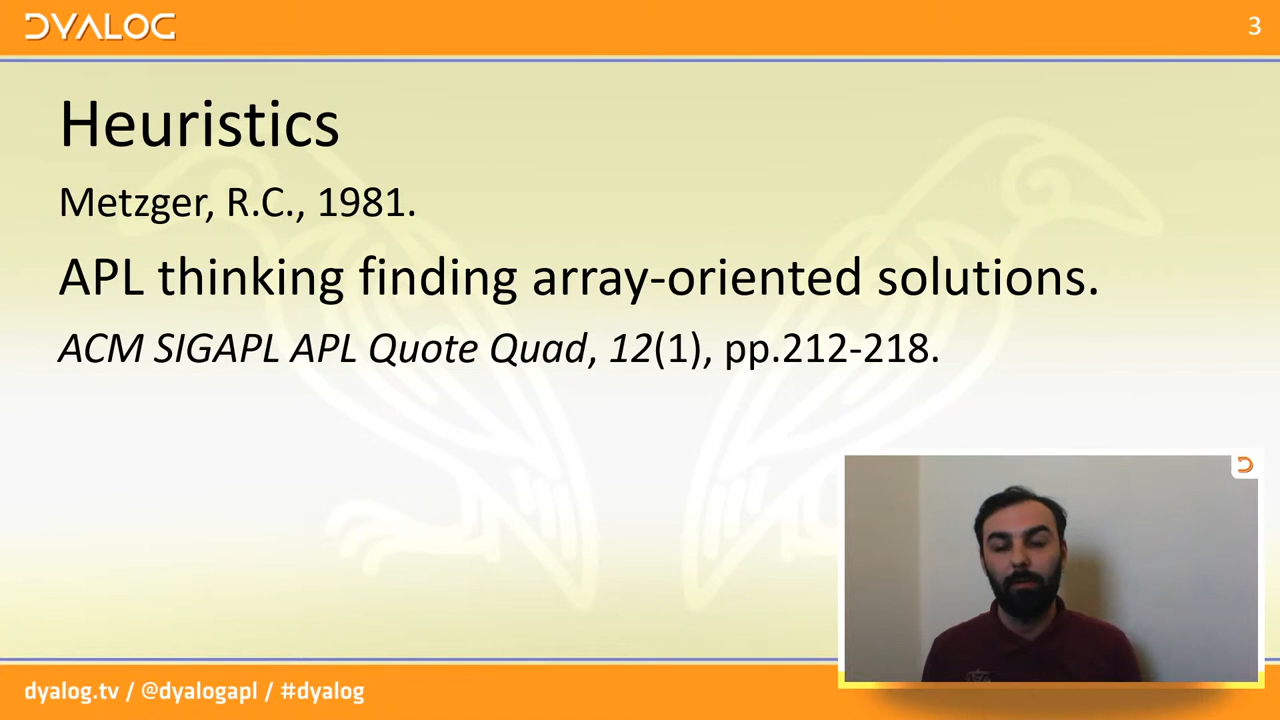 DYALOG
3
Heuristics
Metzger, R.C., 1981.
APL thinking finding array-oriented solutions.
ACM SIGAPL APL Quote Quad, 12(1), pp.212-218.
dyalog.tv / @dyalogapl / #dyalog